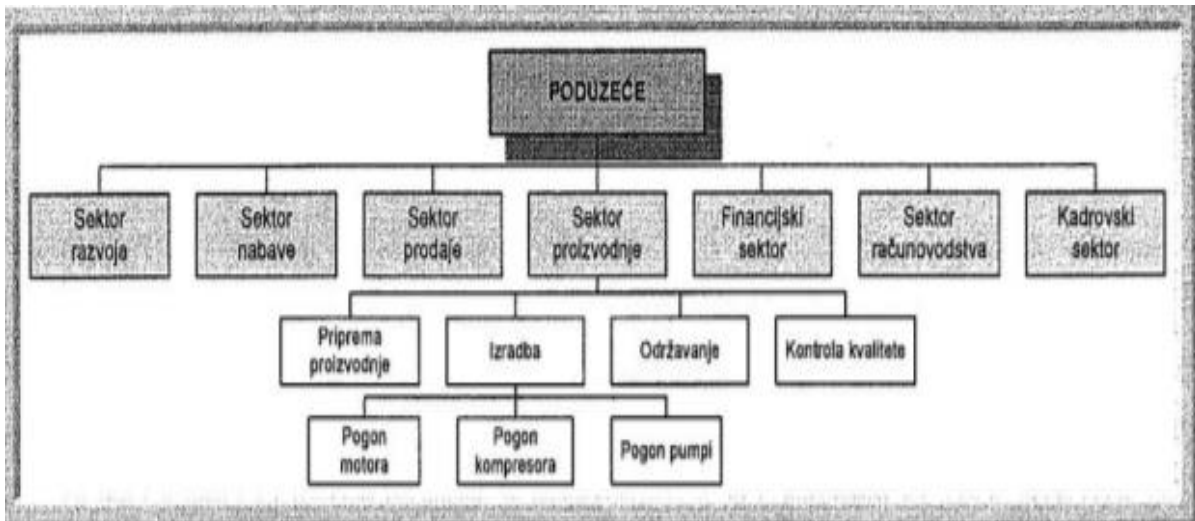 PODUZEĆE
Sektor
razvoja
Sektor
nabave
Sektor
prodaje
Sektor
proizvodnje
Financijski
sektor
Sektor
računovodstva
Kadrovski
sektor
Priprema
proizvodnje
Izradba
Održavanje
Kontrola kvalitete
Pogon
motora
Pogon
kompresora
Pogon pumpi